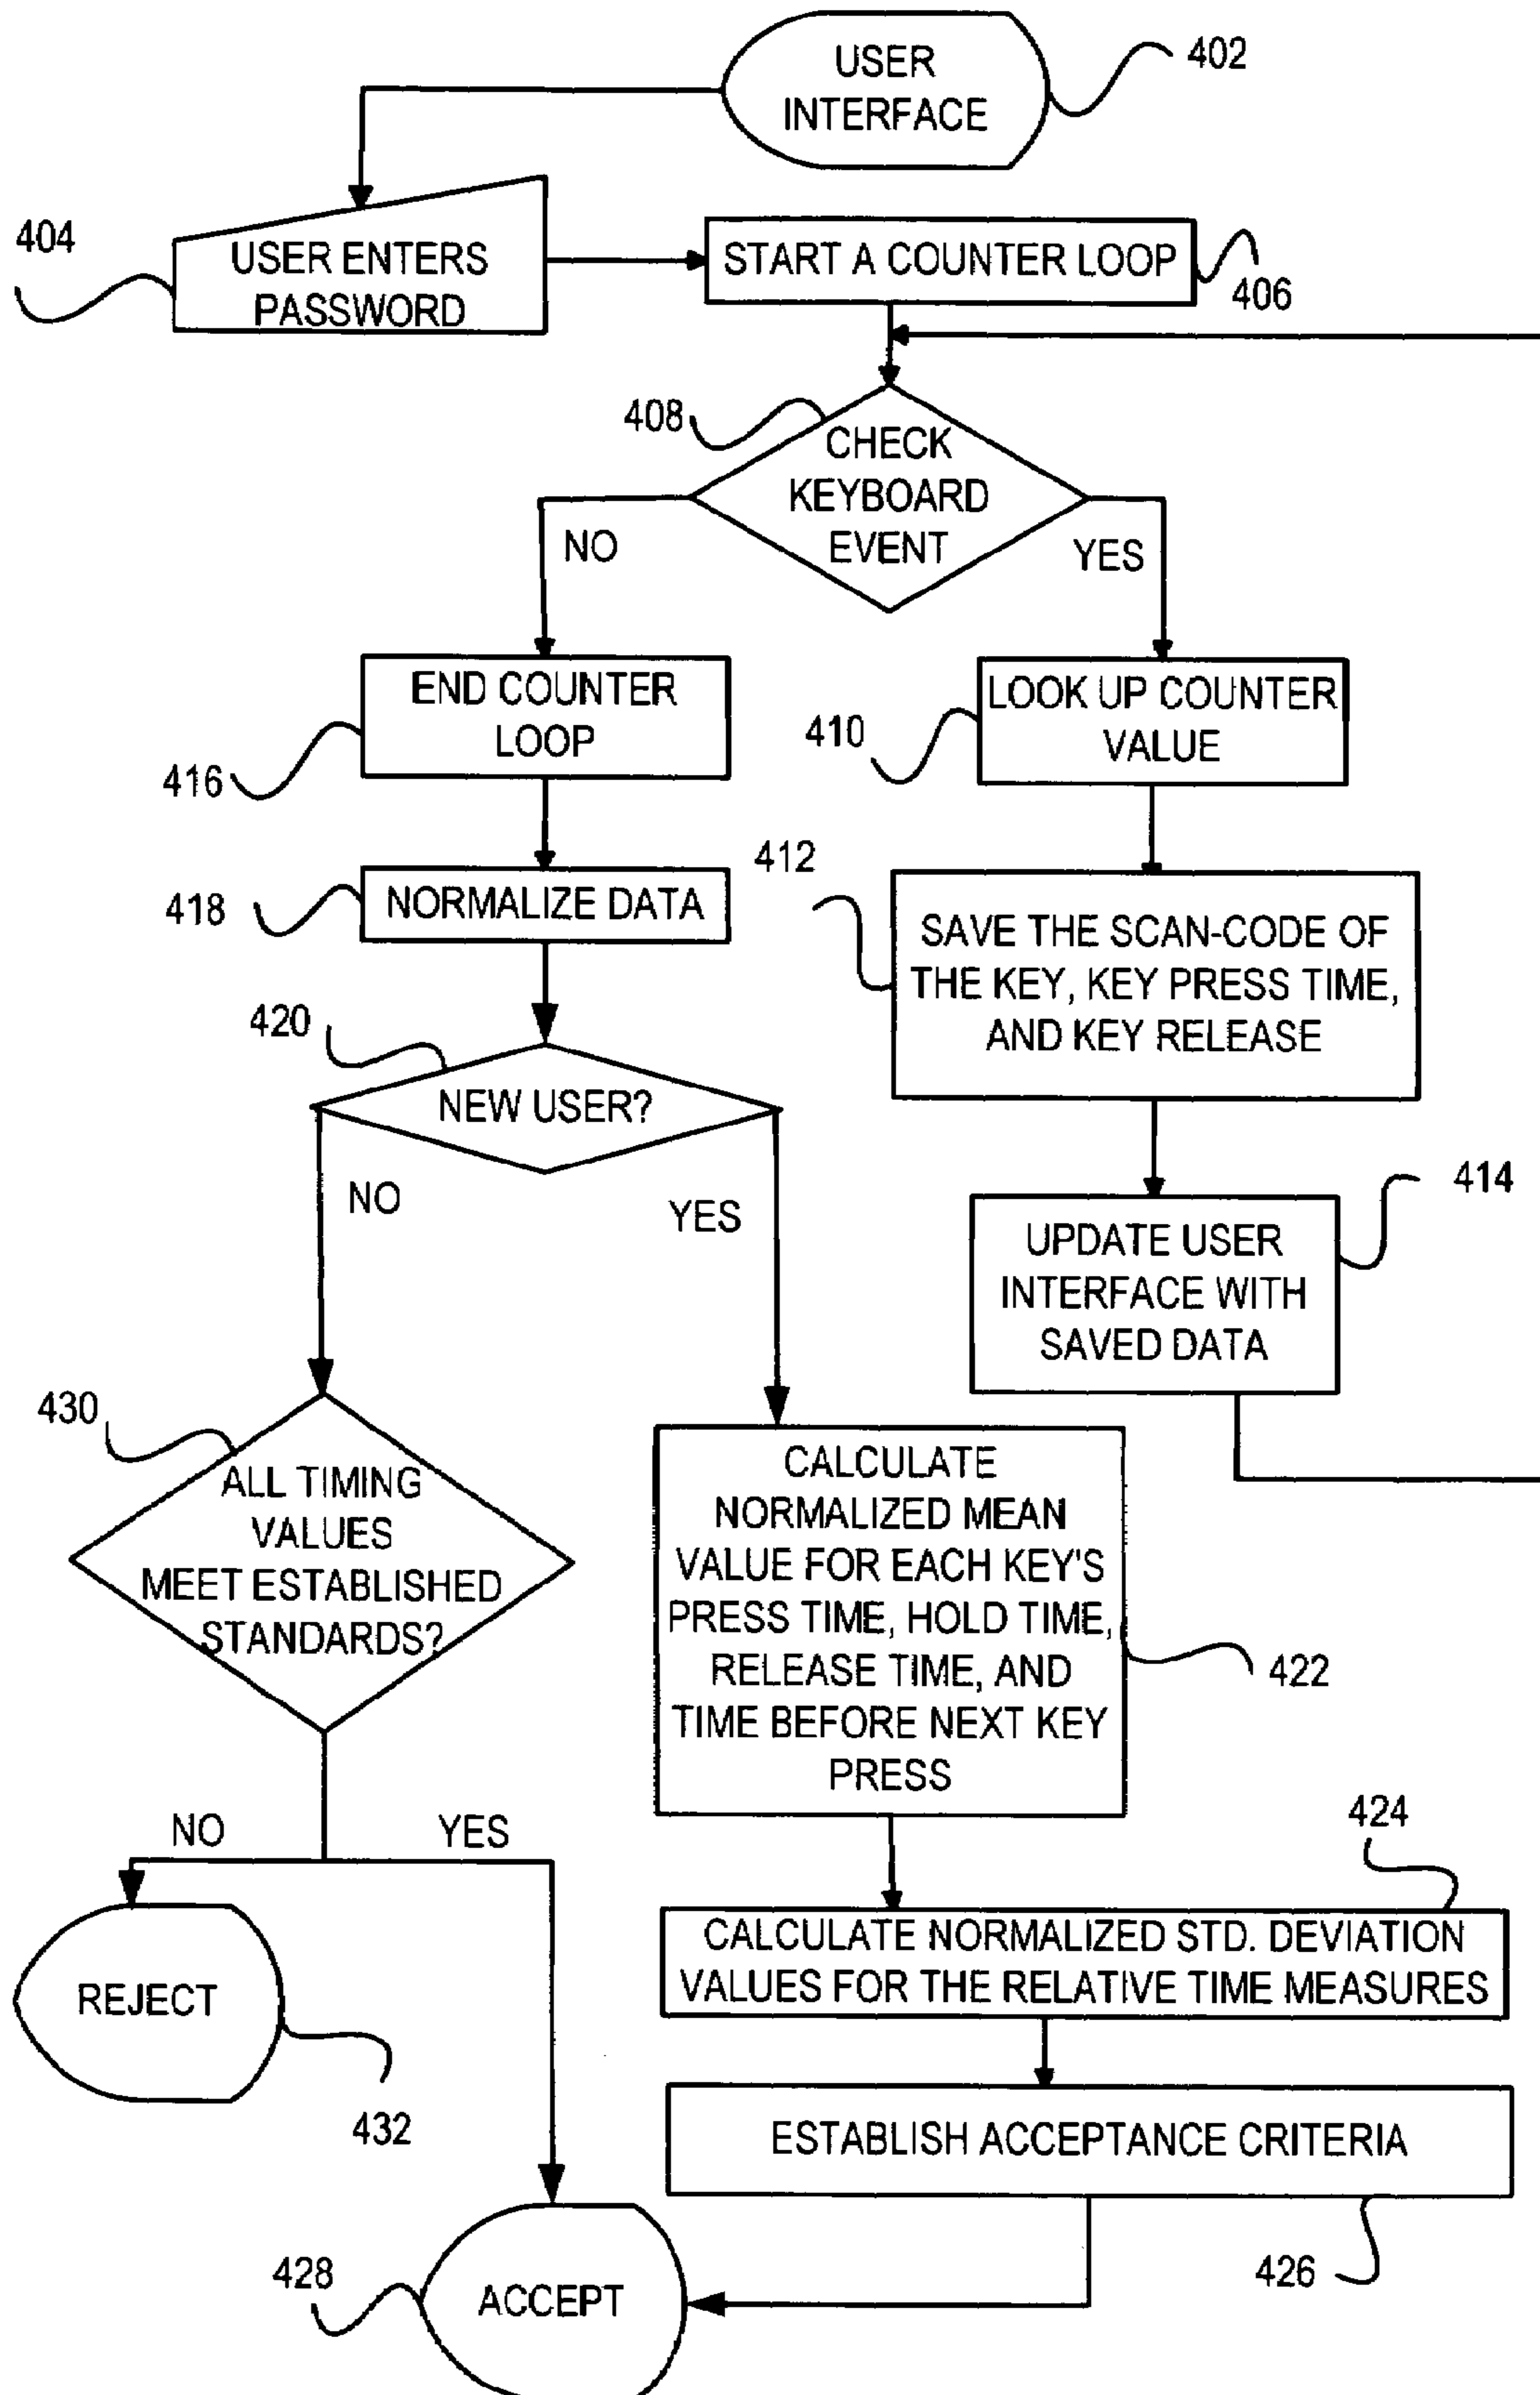 USER
INTERFACE
402
404
USER ENTERS
PASSWORD
START A COUNTER LOOP
406
408
CHECK
KEYBOARD
EVENT
NO
YES
END COUNTER
LOOP
416
LOOK UP COUNTER
VALUE
410
NORMALIZE DATA
418
412
SAVE THE SCAN-CODE OF
THE KEY, KEY PRESS TIME,
AND KEY RELEASE
420
NEW USER?
NO
YES
414
UPDATE USER
INTERFACE WITH
SAVED DATA
430
ALL TIMING
VALUES
MEET ESTABLISHED
STANDARDS?
CALCULATE
NORMALIZED MEAN
VALUE FOR EACH KEY'S
PRESS TIME, HOLD TIME,
RELEASE TIME, AND
TIME BEFORE NEXT KEY
PRESS
422
NO
YES
424
CALCULATE NORMALIZED STD. DEVIATION
VALUES FOR THE RELATIVE TIME MEASURES
REJECT
432
ESTABLISH ACCEPTANCE CRITERIA
426
428
ACCEPT